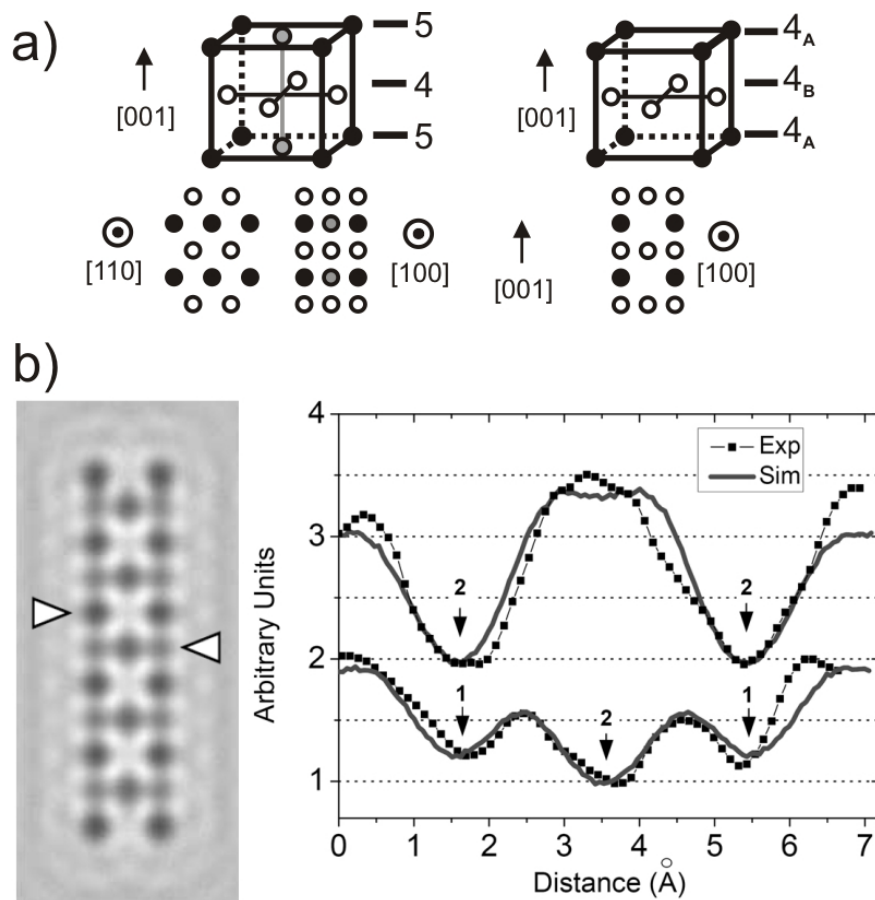 a)
[001]
5
4
5
[001]
4A
4B
4A
[110]
[100]
[001]
[100]
b)
Arbitrary Units
4
3
2
1
Exp
Sim
2
2
1
2
1
0 1 2 3 4 5 6 7
Distance (Å)